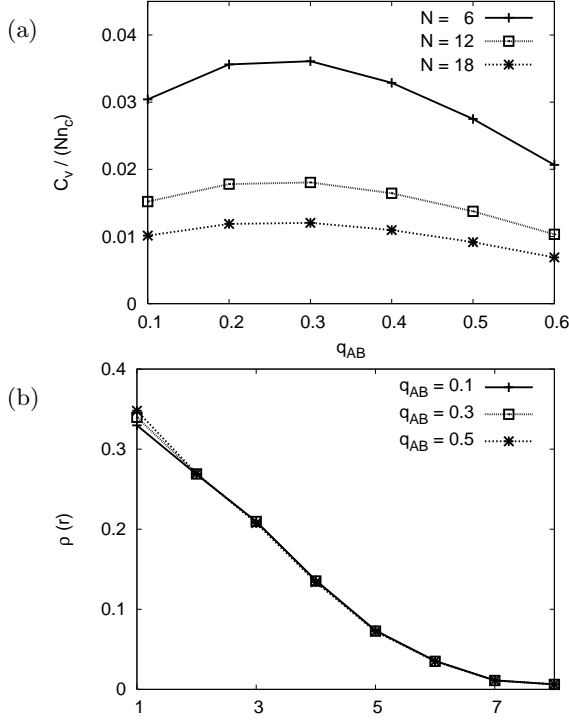 (a)
C_v / (Nn_c)
0.04
0.03
0.02
0.01
0
N = 6
N = 12
N = 18
0.1 0.2 0.3 0.4 0.5 0.6
q_AB
(b)
ρ (r)
0.4
0.3
0.2
0.1
0
q_AB = 0.1
q_AB = 0.3
q_AB = 0.5
1 3 5 7